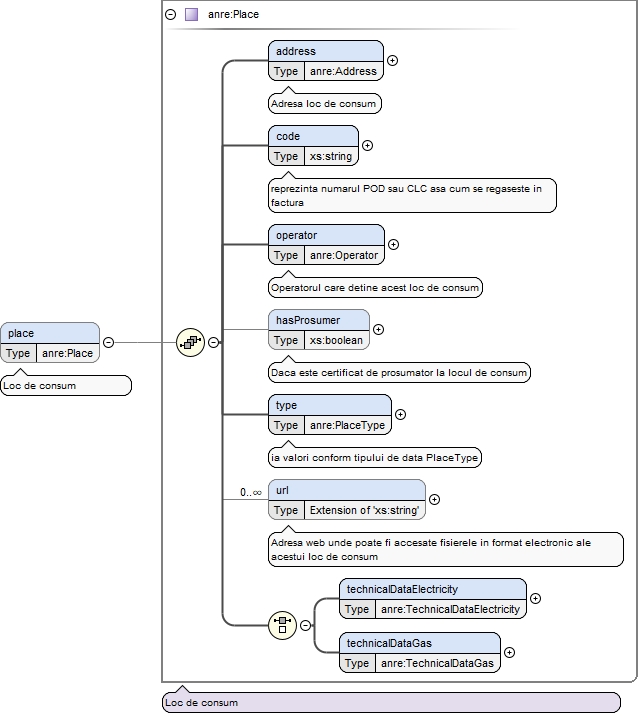 anre:Place
address
Type anre:Address
Adresa loc de consum
code
Type xs:string
reprezinta numarul POD sau CLC asa cum se regaseste in
factura
operator
Type anre:Operator
Operatorul care detine acest loc de consum
place
Type anre:Place
Loc de consum
hasProsumer
Type xs:boolean
Daca este certificat de prosumator la locul de consum
type
Type anre:PlaceType
ia valori conform tipului de data PlaceType
0..∞
url
Type Extension of 'xs:string'
Adresa web unde poate fi accesate fisierele in format electronic ale
acestui loc de consum
technicalDataElectricity
Type anre:TechnicalDataElectricity
technicalDataGas
Type anre:TechnicalDataGas
Loc de consum